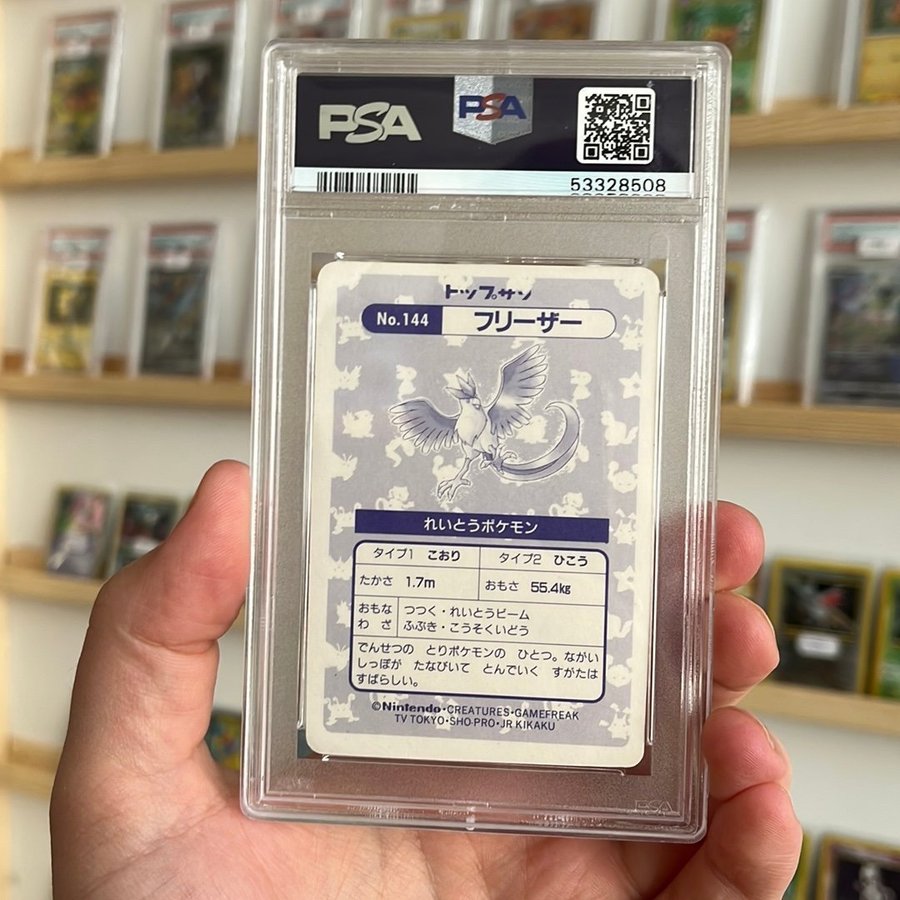 PSA
PSA
53328508
トップサン
No.144 フリーザー
れいとうポケモン
タイプ1 こおり タイプ2 ひこう
たかさ 1.7m おもさ 55.4kg
おもな つつく・れいとうビーム
わ ざ ふぶき・こうそくいどう
でんせつの とりポケモンの ひとつ。ながい
しっぽが たなびいて とんでいく すがたは
すばらしい。
©Nintendo・CREATURES・GAMEFREAK
TV TOKYO・SHO-PRO・JR KIKAKU
PSA